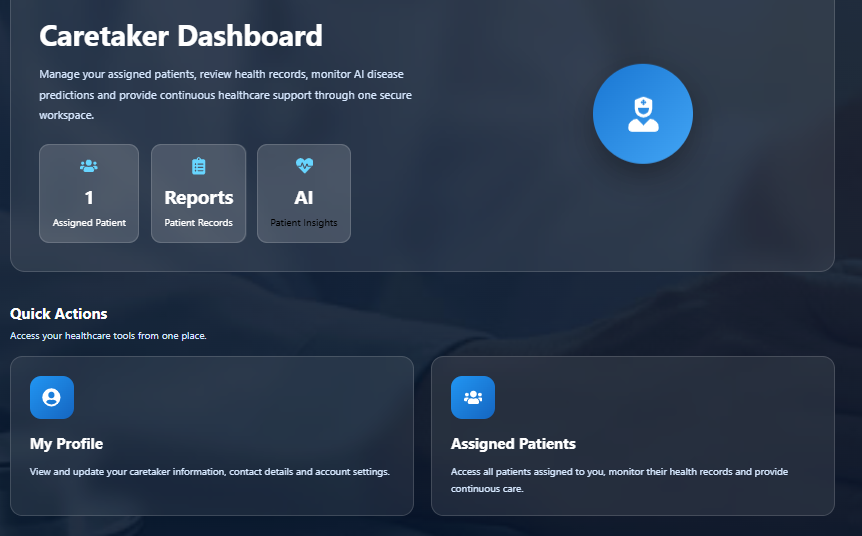 Caretaker Dashboard
Manage your assigned patients, review health records, monitor AI disease
predictions and provide continuous healthcare support through one secure
workspace.
1
Assigned Patient
Reports
Patient Records
AI
Patient Insights
Quick Actions
Access your healthcare tools from one place.
My Profile
View and update your caretaker information, contact details and account settings.
Assigned Patients
Access all patients assigned to you, monitor their health records and provide
continuous care.